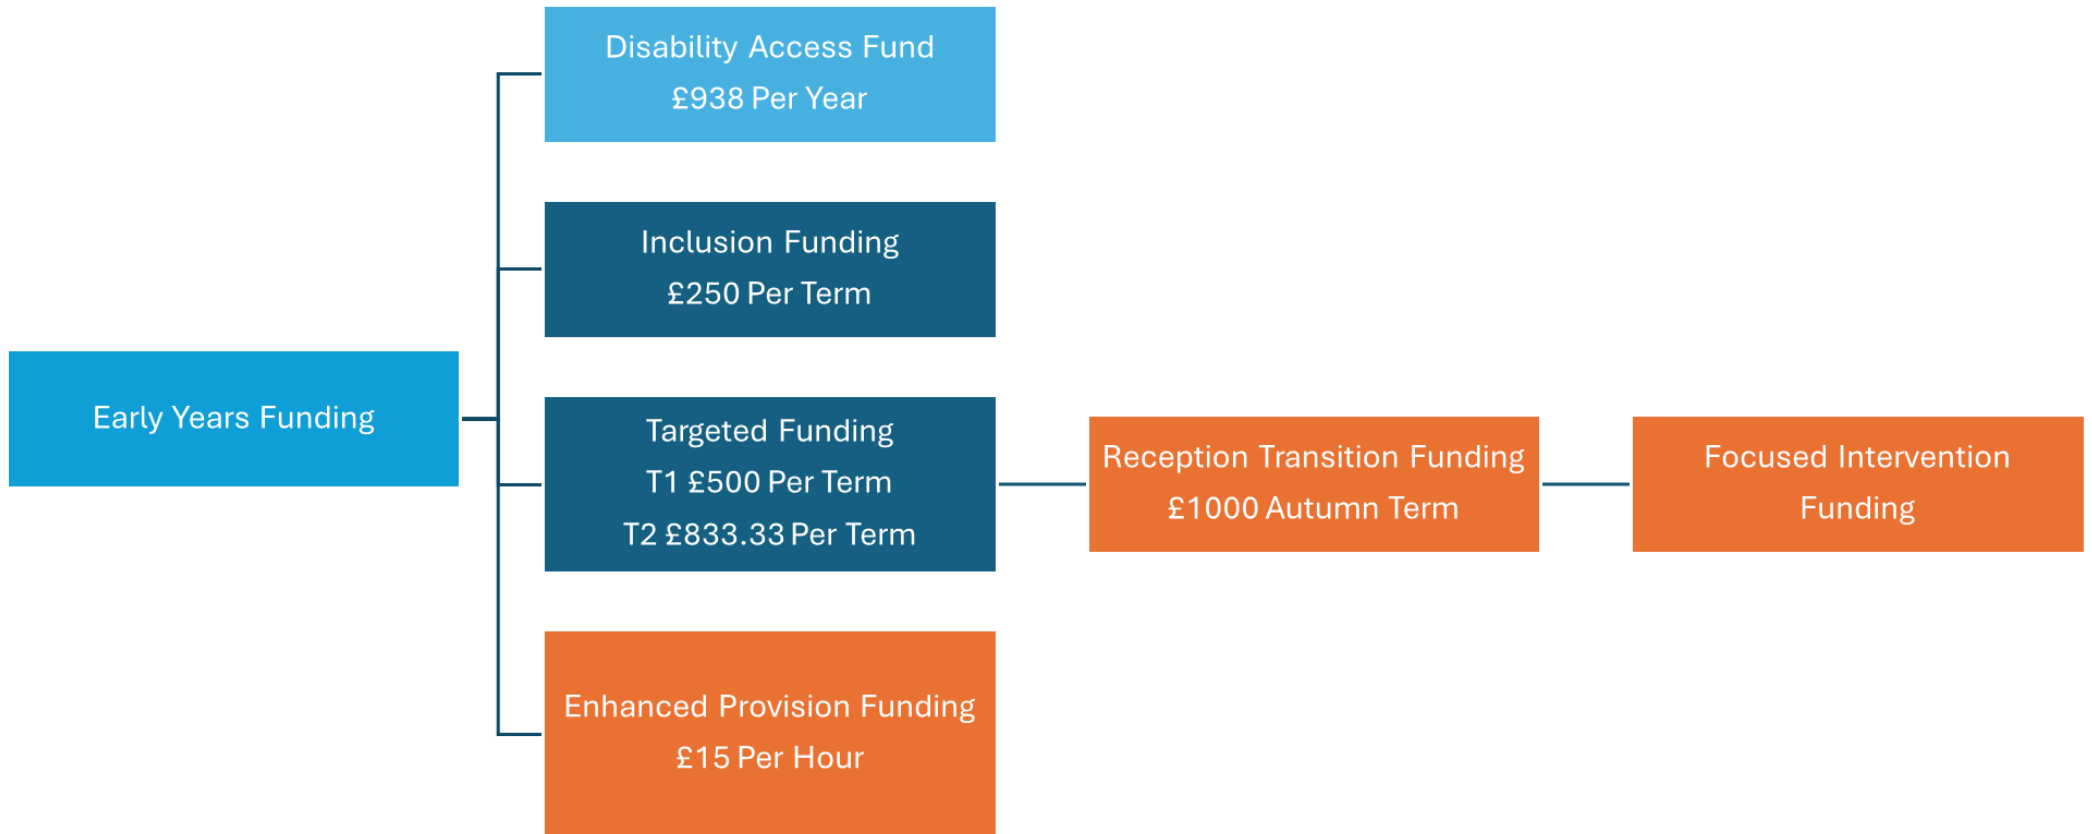 Early Years Funding
Disability Access Fund
£938 Per Year
Inclusion Funding
£250 Per Term
Targeted Funding
T1 £500 Per Term
T2 £833.33 Per Term
Reception Transition Funding
£1000 Autumn Term
Focused Intervention
Funding
Enhanced Provision Funding
£15 Per Hour